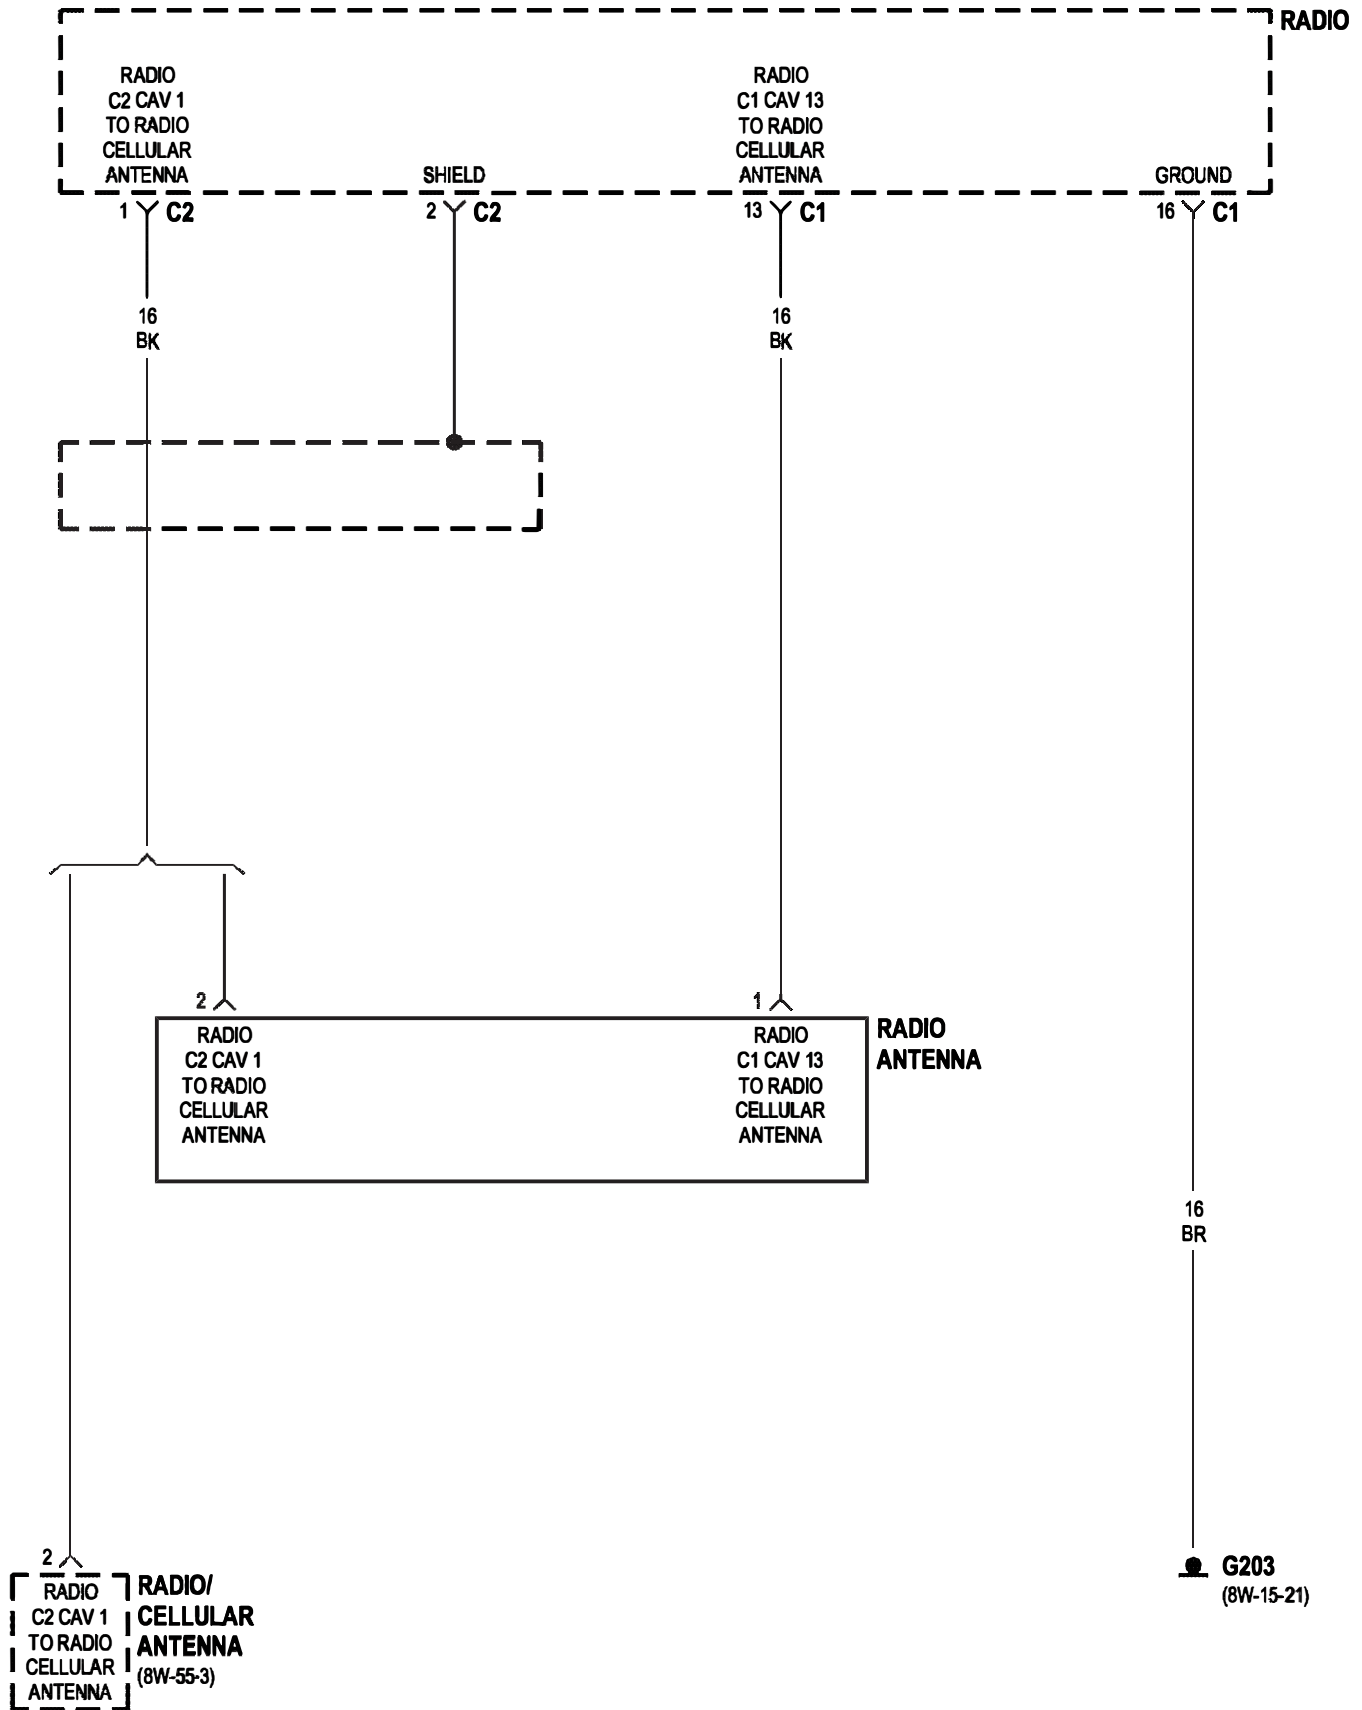 RADIO
RADIO
C2 CAV 1
TO RADIO
CELLULAR
ANTENNA
SHIELD
RADIO
C1 CAV 13
TO RADIO
CELLULAR
ANTENNA
GROUND
1 C2
2 C2
13 C1
16 C1
16
BK
16
BK
2
1
RADIO
C2 CAV 1
TO RADIO
CELLULAR
ANTENNA
RADIO
C1 CAV 13
TO RADIO
CELLULAR
ANTENNA
RADIO
ANTENNA
16
BR
2
RADIO
C2 CAV 1
TO RADIO
CELLULAR
ANTENNA
RADIO/
CELLULAR
ANTENNA
(8W-55-3)
G203
(8W-15-21)